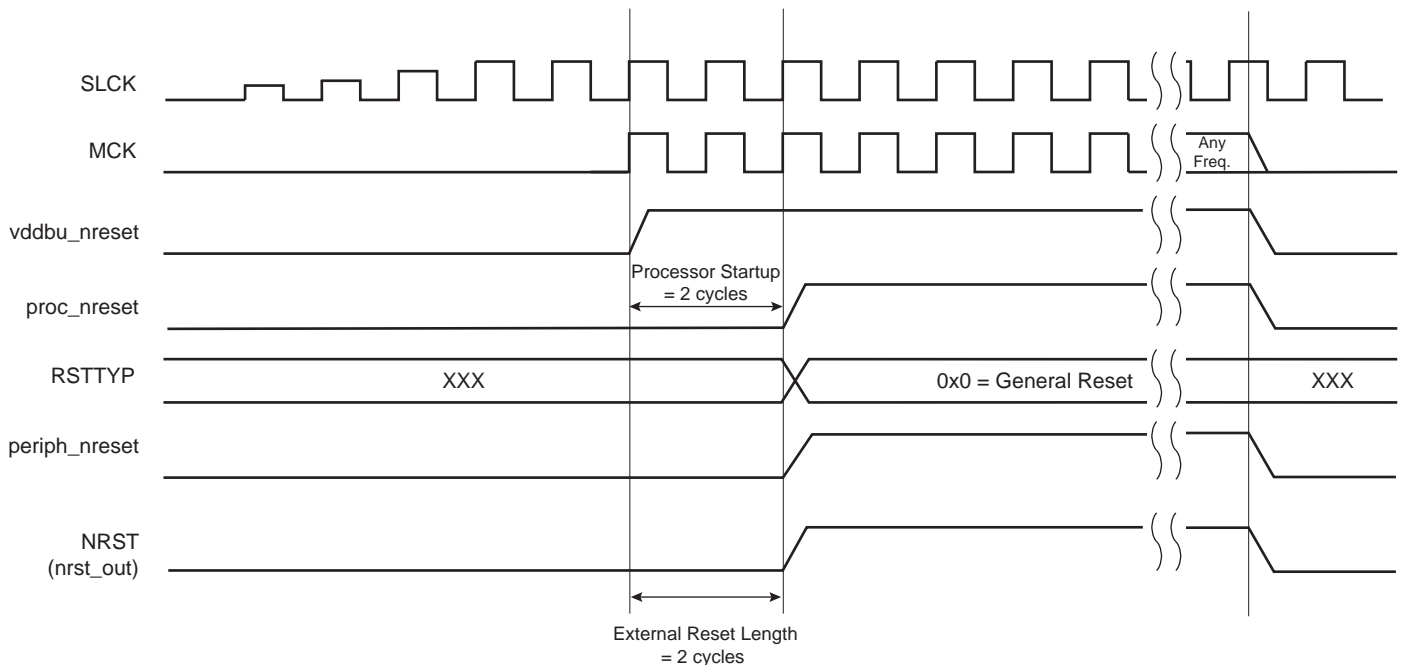 SLCK
MCK
Any
Freq.
vddbu_nreset
Processor Startup
= 2 cycles
proc_nreset
RSTTYP
XXX
0x0 = General Reset
XXX
periph_nreset
NRST
(nrst_out)
External Reset Length
= 2 cycles